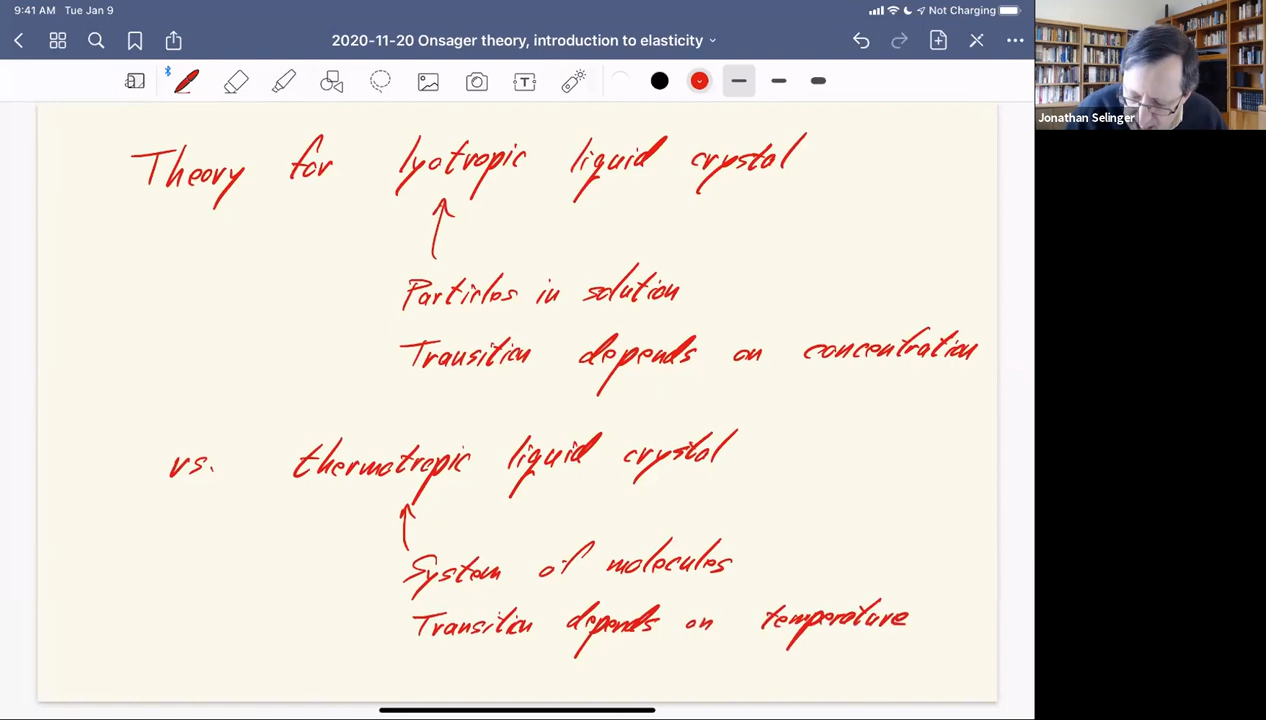 9:41 AM Tue Jan 9
Not Charging
2020-11-20 Onsager theory, introduction to elasticity
Jonathan Selinger
Theory for lyotropic liquid crystal
Particles in solution
Transition depends on concentration
vs. thermotropic liquid crystal
System of molecules
Transition depends on temperature